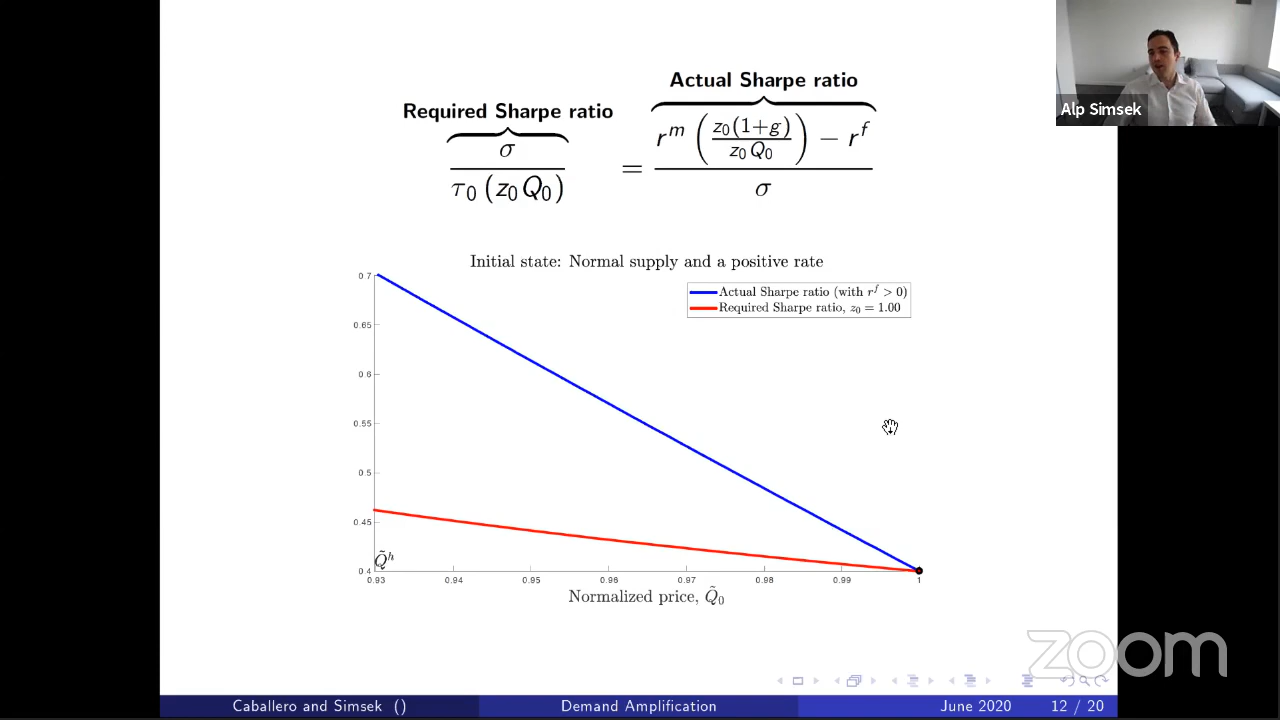 Actual Sharpe ratio
Required Sharpe ratio
σ / τ₀ (z₀Q₀) = ( rᵐ ( z₀(1+g) / z₀Q₀ ) − rᶠ ) / σ
Alp Simsek
Initial state: Normal supply and a positive rate
Actual Sharpe ratio (with rᶠ > 0)
Required Sharpe ratio, z₀ = 1.00
0.7
0.65
0.6
0.55
0.5
0.45
0.4
Q̃ʰ
0.93 0.94 0.95 0.96 0.97 0.98 0.99 1
Normalized price, Q̃₀
zoom
Caballero and Simsek () Demand Amplification June 2020 12 / 20